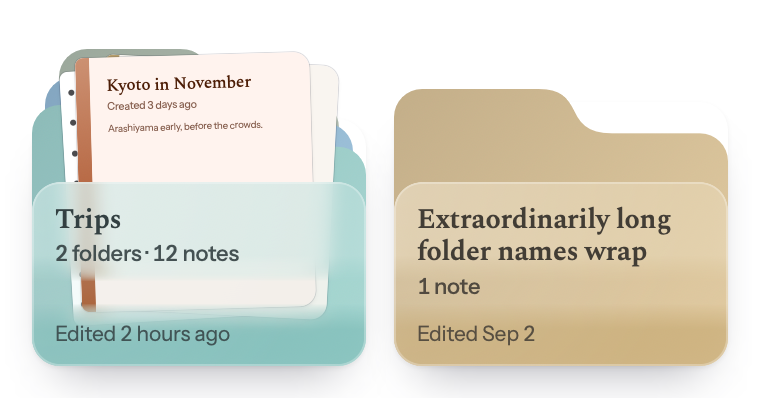 Kyoto in November
Created 3 days ago
Arashiyama early, before the crowds.
Trips
2 folders · 12 notes
Edited 2 hours ago
Extraordinarily long
folder names wrap
1 note
Edited Sep 2